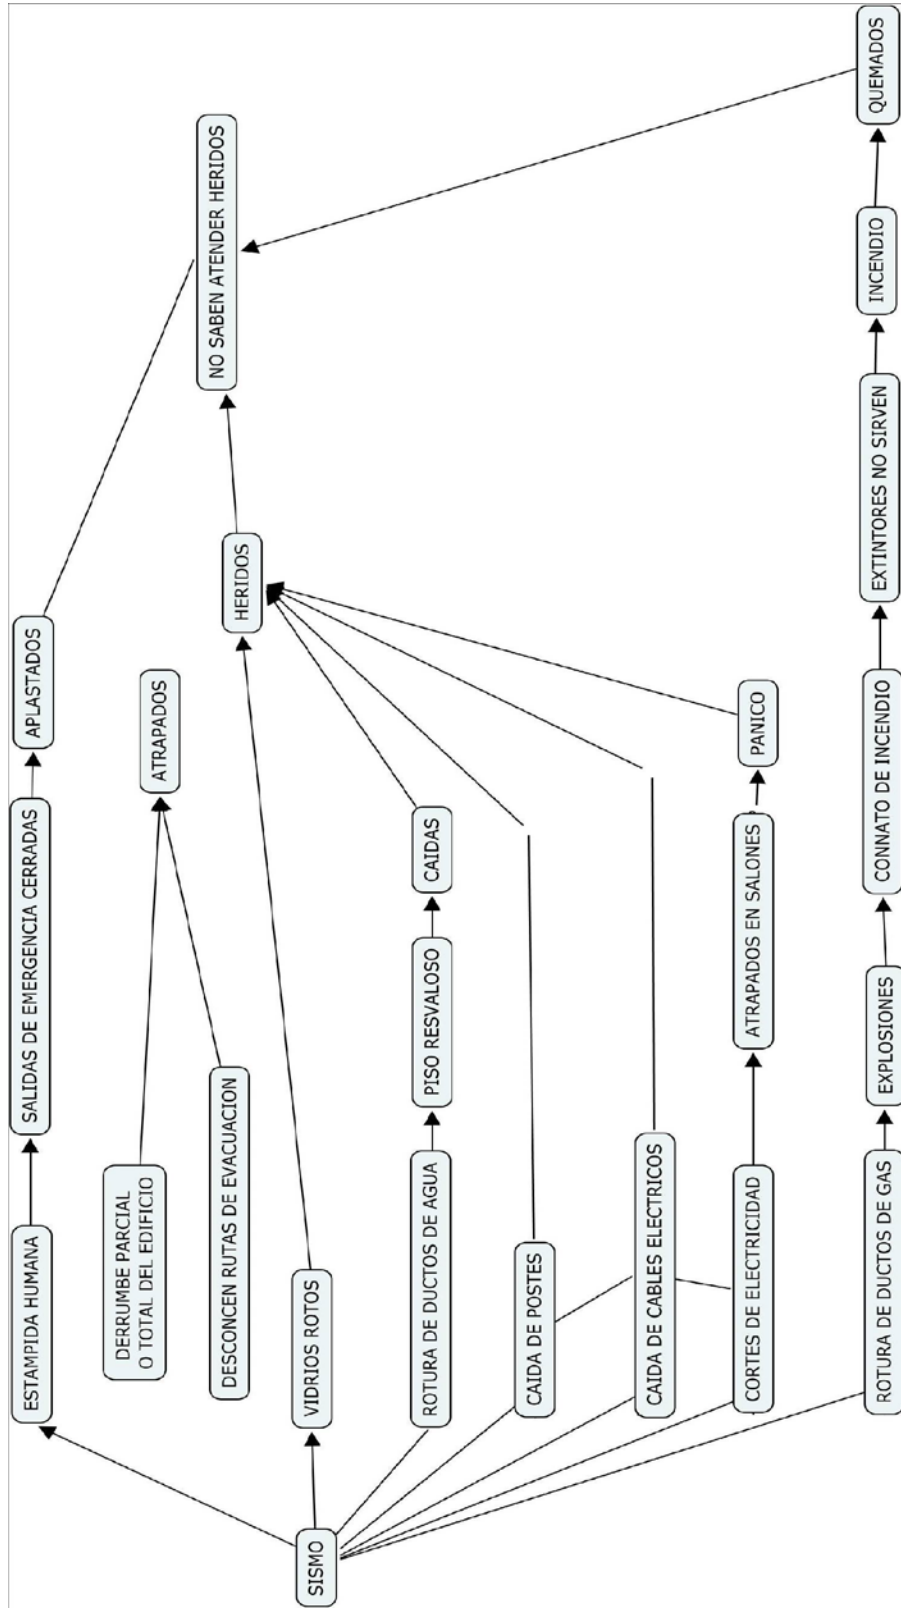 SISMO
ESTAMPIDA HUMANA
SALIDAS DE EMERGENCIA CERRADAS
APLASTADOS
DERRUMBE PARCIAL
O TOTAL DEL EDIFICIO
ATRAPADOS
DESCONCEN RUTAS DE EVACUACION
NO SABEN ATENDER HERIDOS
VIDRIOS ROTOS
HERIDOS
ROTURA DE DUCTOS DE AGUA
PISO RESVALOSO
CAIDAS
CAIDA DE POSTES
CAIDA DE CABLES ELECTRICOS
CORTES DE ELECTRICIDAD
ATRAPADOS EN SALONES
PANICO
ROTURA DE DUCTOS DE GAS
EXPLOSIONES
CONNATO DE INCENDIO
EXTINTORES NO SIRVEN
INCENDIO
QUEMADOS